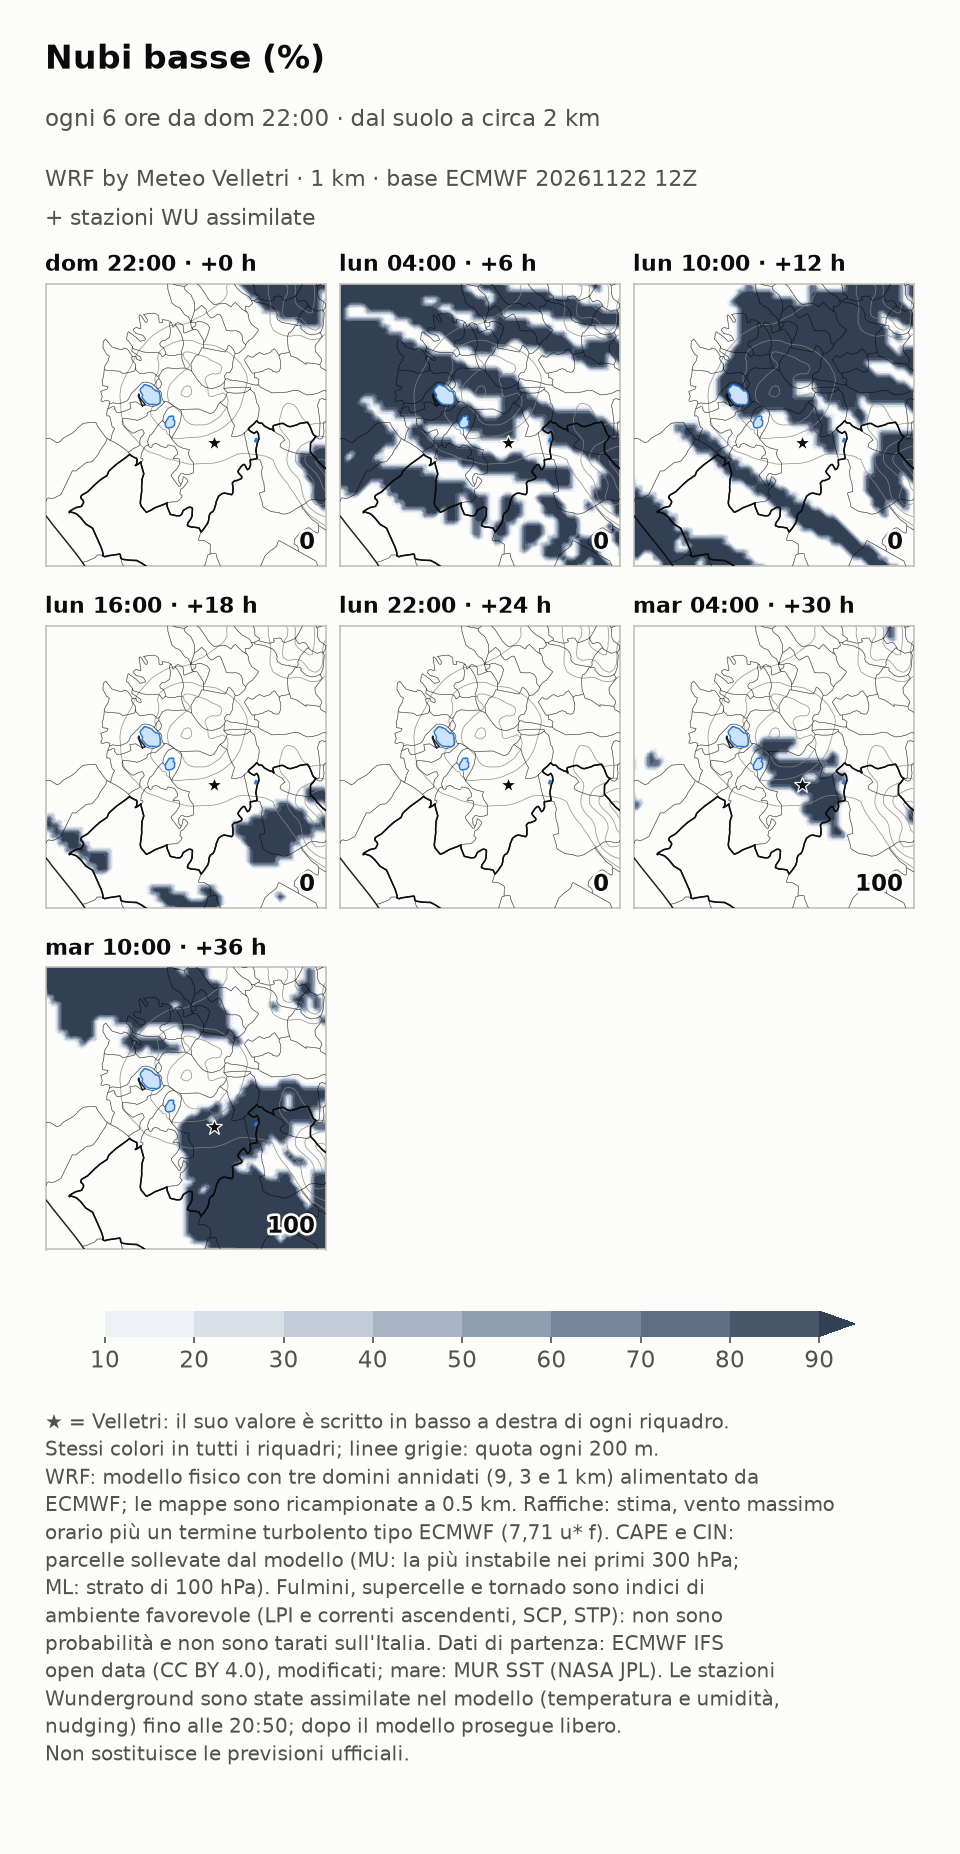 Nubi basse (%)
ogni 6 ore da dom 22:00 · dal suolo a circa 2 km
WRF by Meteo Velletri · 1 km · base ECMWF 20261122 12Z
+ stazioni WU assimilate
dom 22:00 · +0 h
lun 04:00 · +6 h
lun 10:00 · +12 h
0
0
0
lun 16:00 · +18 h
lun 22:00 · +24 h
mar 04:00 · +30 h
0
0
100
mar 10:00 · +36 h
100
10 20 30 40 50 60 70 80 90
★ = Velletri: il suo valore è scritto in basso a destra di ogni riquadro.
Stessi colori in tutti i riquadri; linee grigie: quota ogni 200 m.
WRF: modello fisico con tre domini annidati (9, 3 e 1 km) alimentato da
ECMWF; le mappe sono ricampionate a 0.5 km. Raffiche: stima, vento massimo
orario più un termine turbolento tipo ECMWF (7,71 u* f). CAPE e CIN:
parcelle sollevate dal modello (MU: la più instabile nei primi 300 hPa;
ML: strato di 100 hPa). Fulmini, supercelle e tornado sono indici di
ambiente favorevole (LPI e correnti ascendenti, SCP, STP): non sono
probabilità e non sono tarati sull'Italia. Dati di partenza: ECMWF IFS
open data (CC BY 4.0), modificati; mare: MUR SST (NASA JPL). Le stazioni
Wunderground sono state assimilate nel modello (temperatura e umidità,
nudging) fino alle 20:50; dopo il modello prosegue libero.
Non sostituisce le previsioni ufficiali.